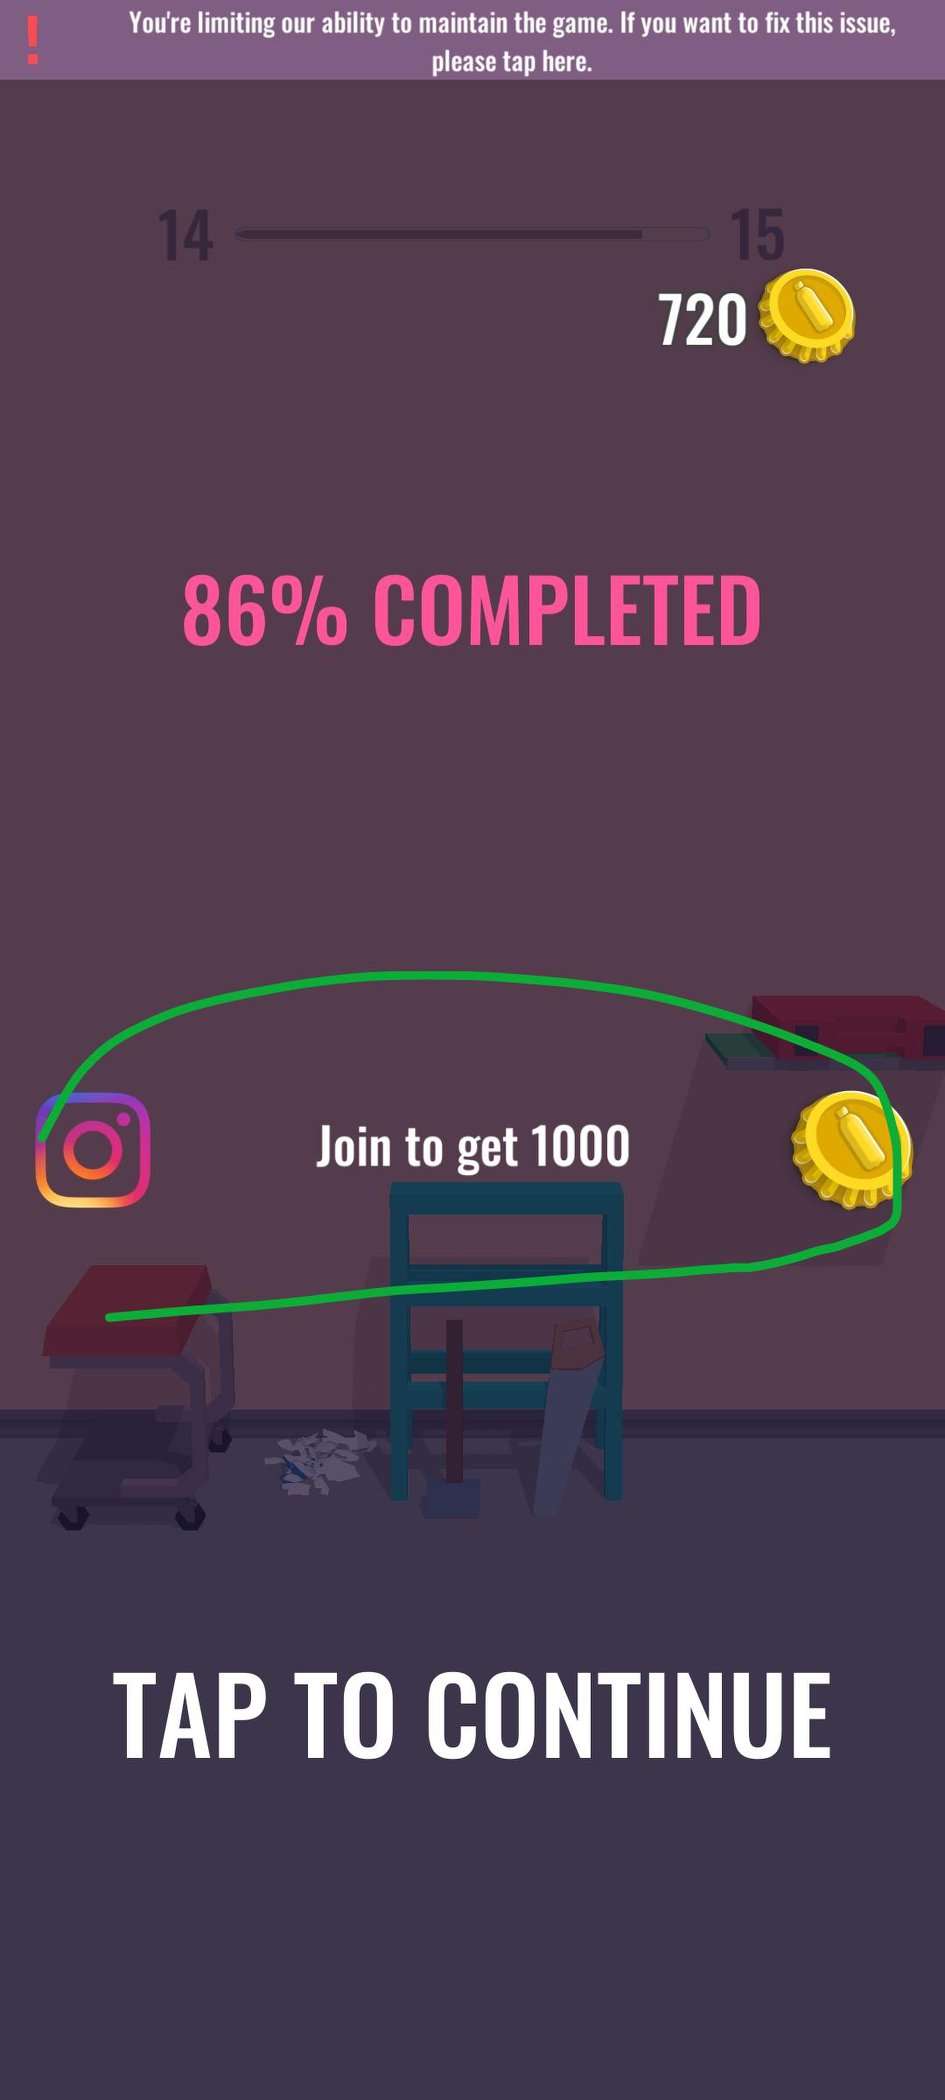 You're limiting our ability to maintain the game. If you want to fix this issue,
please tap here.
14 15
720
86% COMPLETED
Join to get 1000
TAP TO CONTINUE